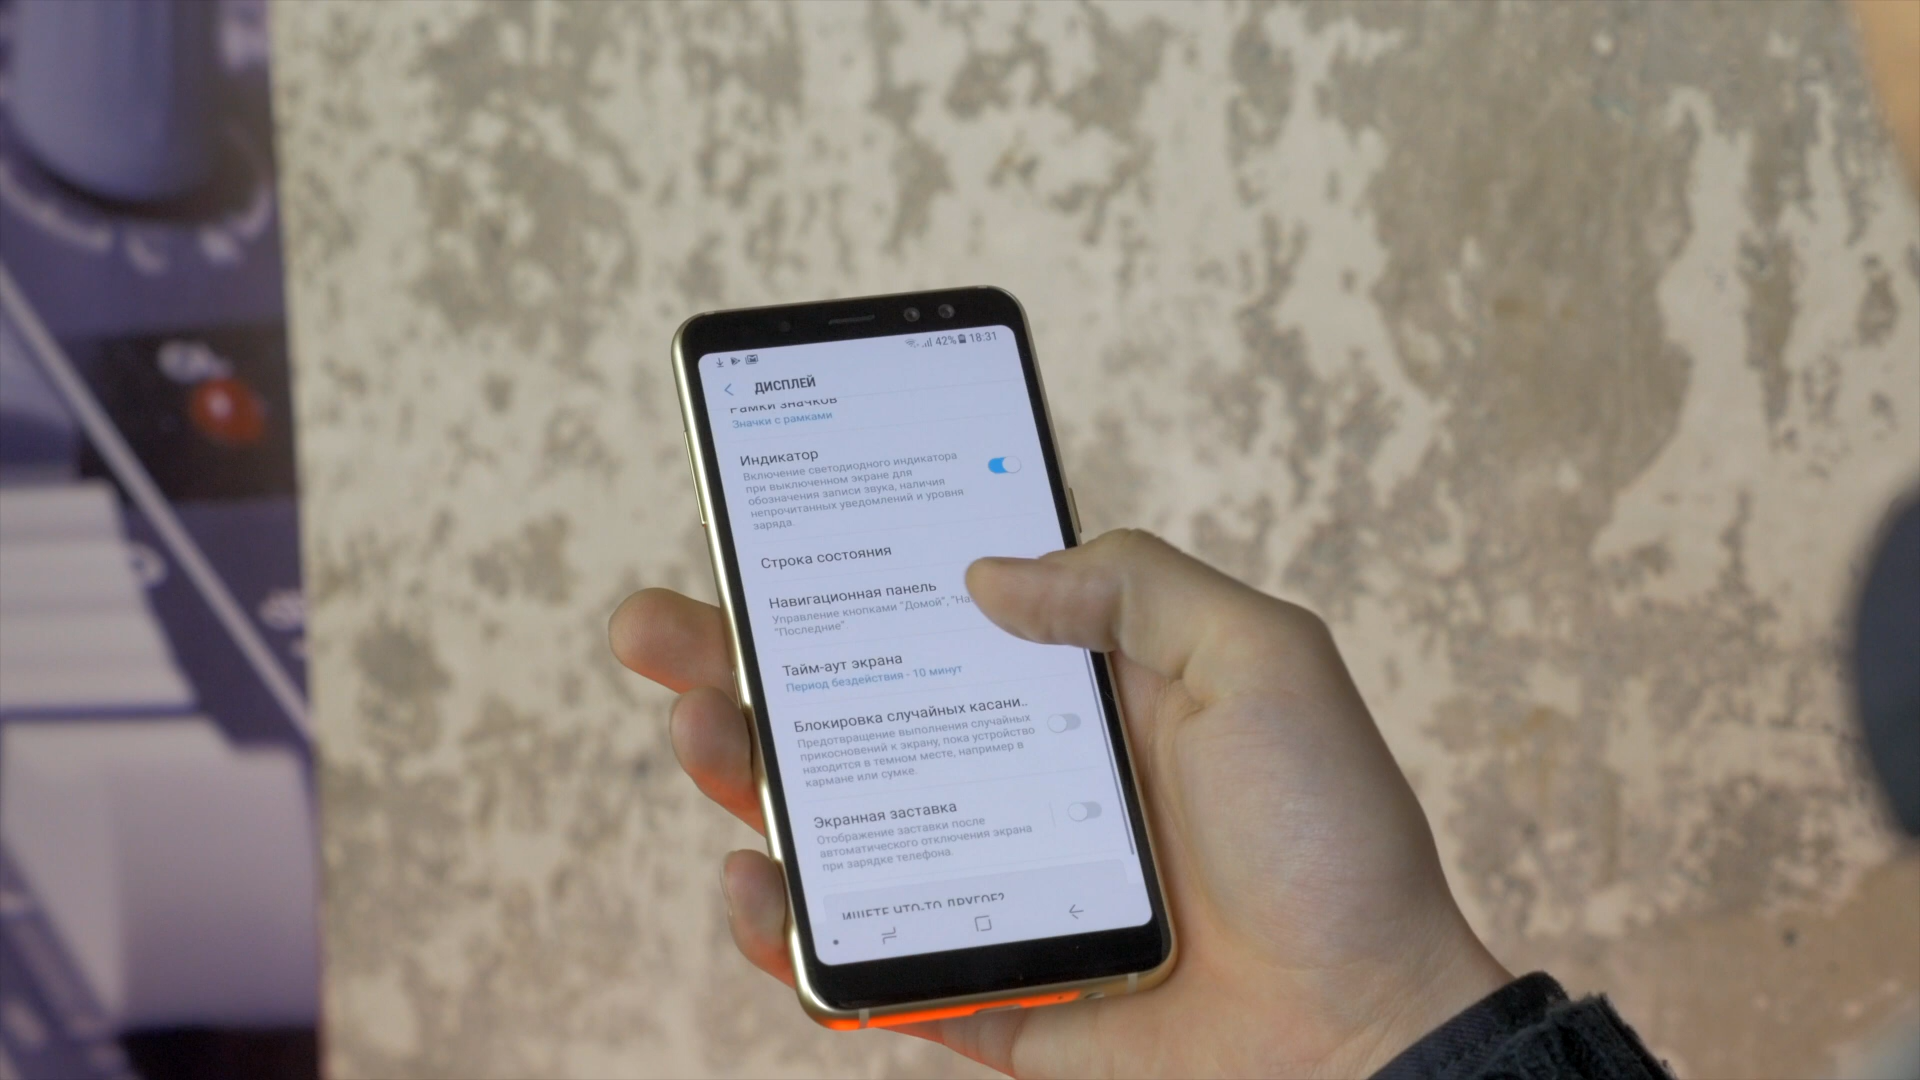 42% 18:31
ДИСПЛЕЙ
Рамки значков
Значки с рамками
Индикатор
Включение светодиодного индикатора
при выключенном экране для
обозначения записи звука, наличия
непрочитанных уведомлений и уровня
заряда.
Строка состояния
Навигационная панель
Управление кнопками "Домой", "На
"Последние"
Тайм-аут экрана
Период бездействия - 10 минут
Блокировка случайных касани..
Предотвращение выполнения случайных
прикосновений к экрану, пока устройство
находится в темном месте, например в
кармане или сумке.
Экранная заставка
Отображение заставки после
автоматического отключения экрана
при зарядке телефона.
ИЩЕТЕ ЧТО-ТО ДРУГОЕ?